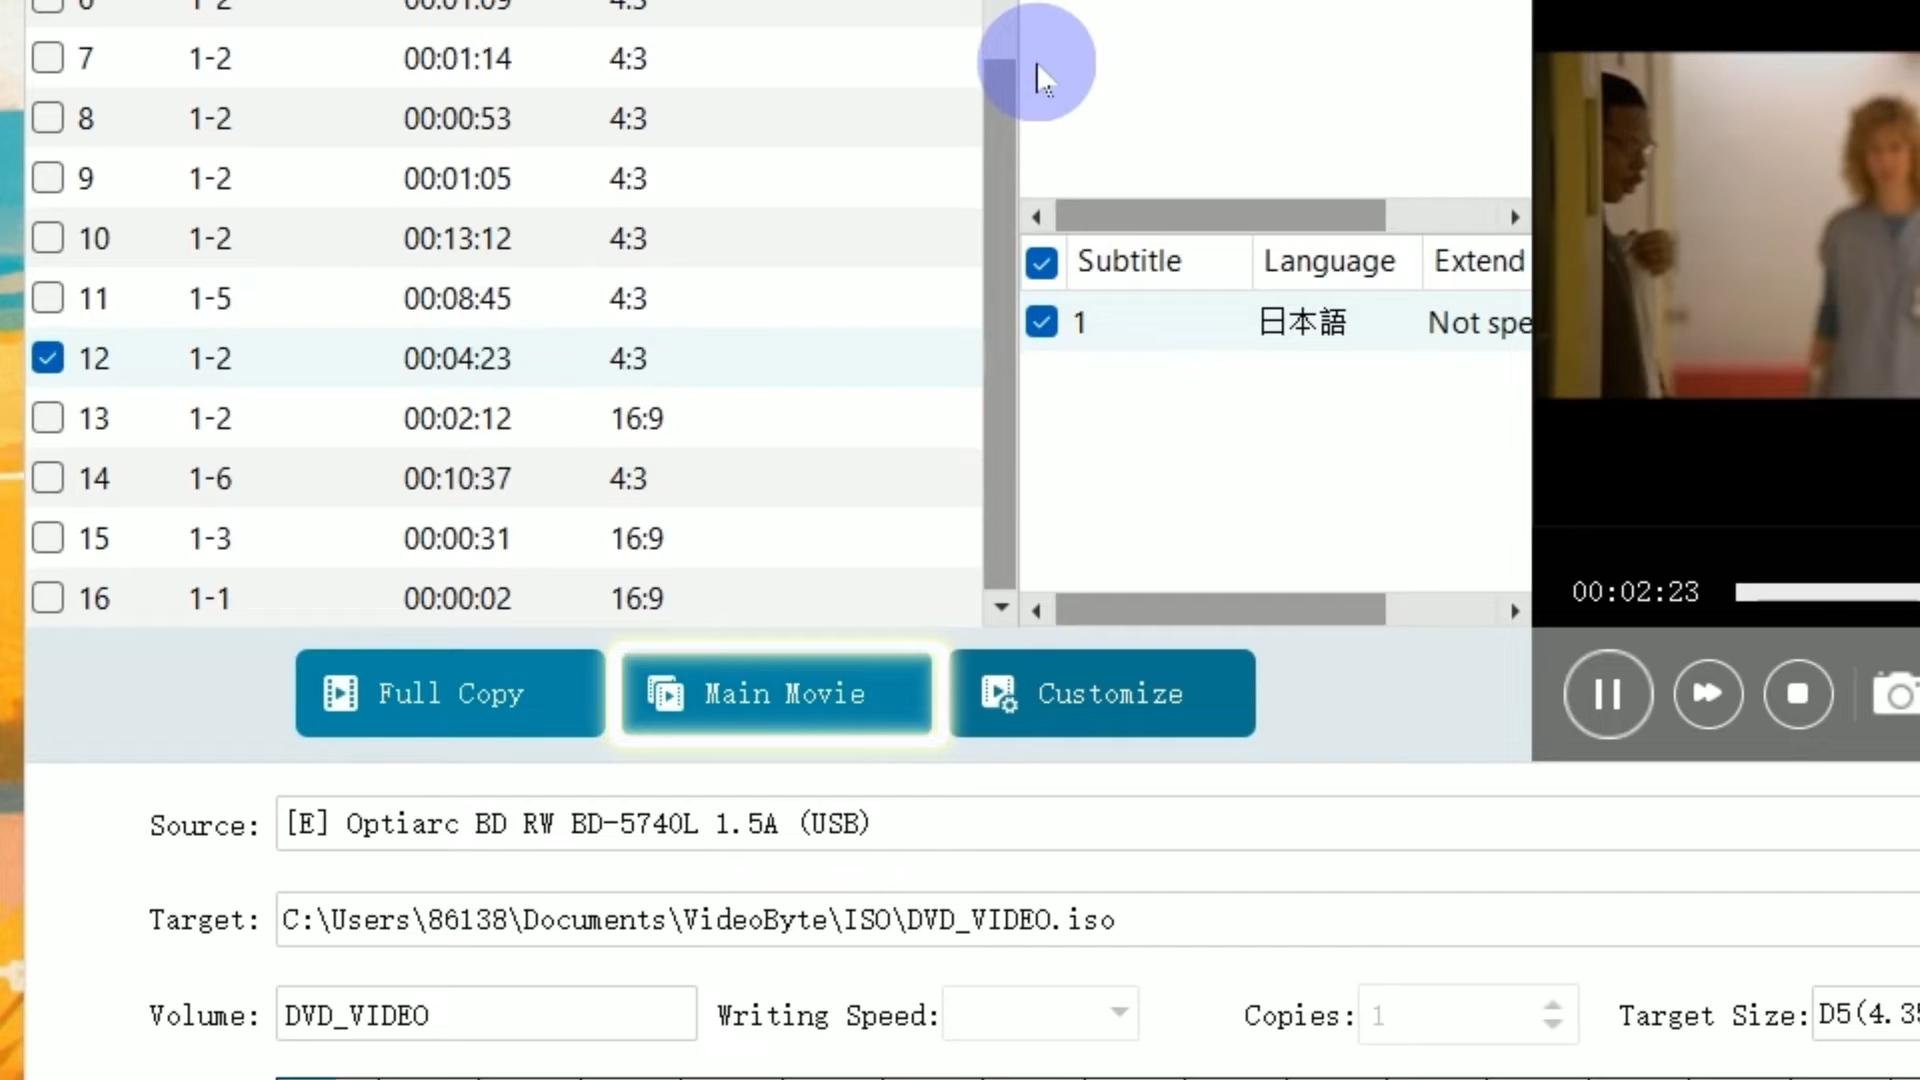 7 1-2 00:01:14 4:3
8 1-2 00:00:53 4:3
9 1-2 00:01:05 4:3
10 1-2 00:13:12 4:3
11 1-5 00:08:45 4:3
12 1-2 00:04:23 4:3
13 1-2 00:02:12 16:9
14 1-6 00:10:37 4:3
15 1-3 00:00:31 16:9
16 1-1 00:00:02 16:9
Subtitle Language Extend
1 日本語 Not spe
00:02:23
Full Copy Main Movie Customize
Source: [E] Optiarc BD RW BD-5740L 1.5A (USB)
Target: C:\Users\86138\Documents\VideoByte\ISO\DVD_VIDEO.iso
Volume: DVD_VIDEO Writing Speed: Copies: 1 Target Size: D5(4.35